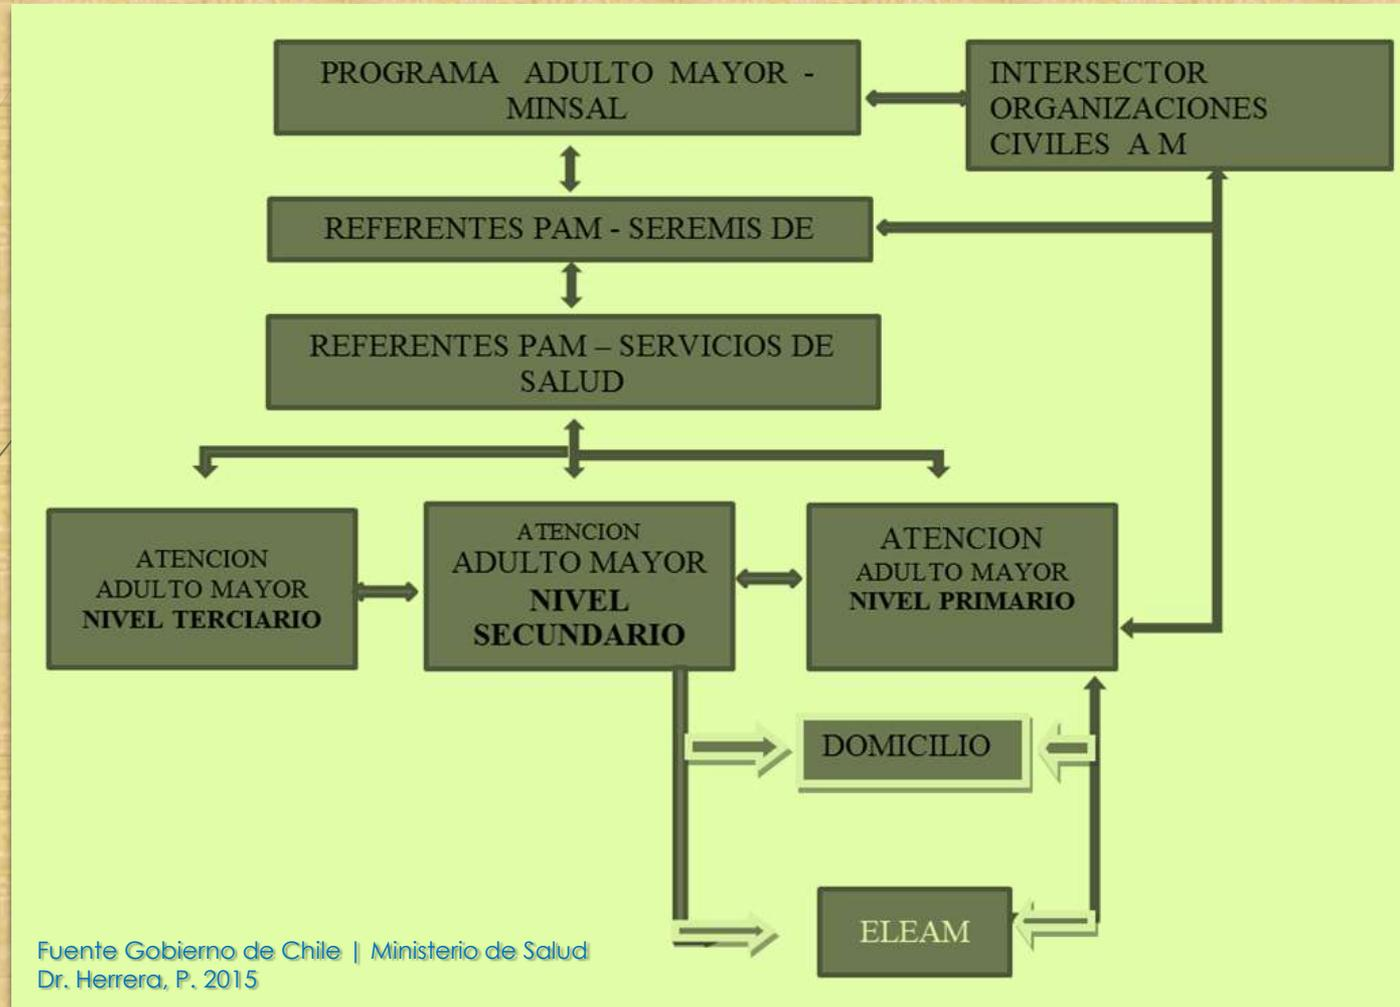 PROGRAMA ADULTO MAYOR -
MINSAL
INTERSECTOR
ORGANIZACIONES
CIVILES A M
REFERENTES PAM - SEREMIS DE
REFERENTES PAM – SERVICIOS DE
SALUD
ATENCION
ADULTO MAYOR
NIVEL TERCIARIO
ATENCION
ADULTO MAYOR
NIVEL
SECUNDARIO
ATENCION
ADULTO MAYOR
NIVEL PRIMARIO
DOMICILIO
ELEAM
Fuente Gobierno de Chile | Ministerio de Salud
Dr. Herrera, P. 2015